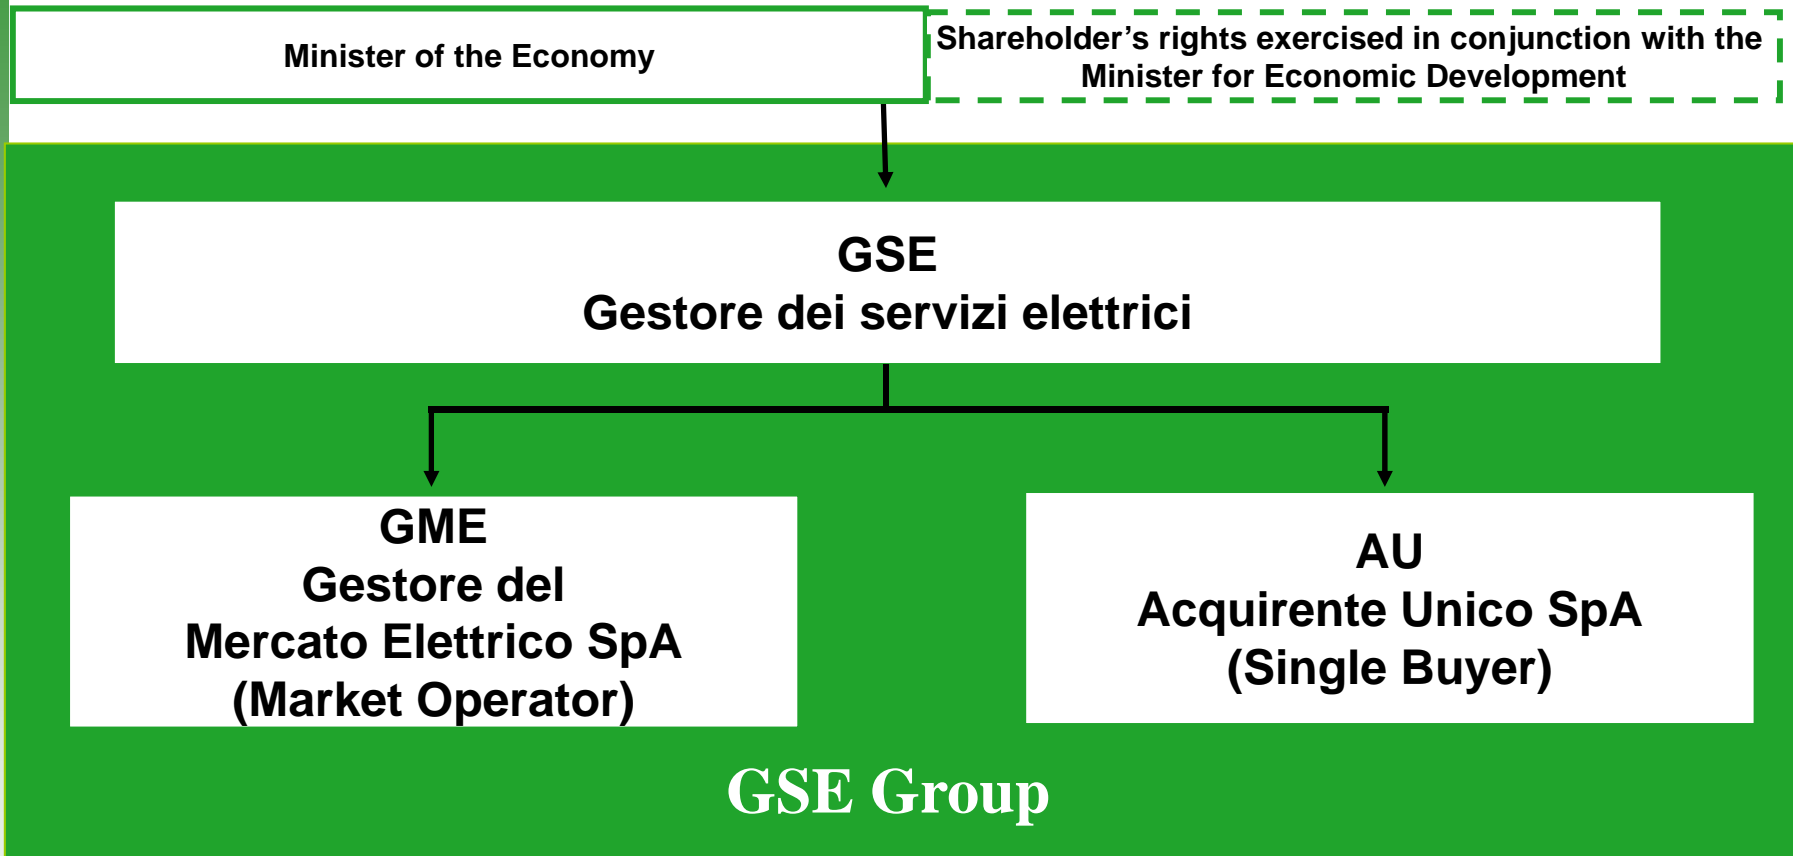 Minister of the Economy
Shareholder’s rights exercised in conjunction with the
Minister for Economic Development
GSE
Gestore dei servizi elettrici
GME
Gestore del
Mercato Elettrico SpA
(Market Operator)
AU
Acquirente Unico SpA
(Single Buyer)
GSE Group